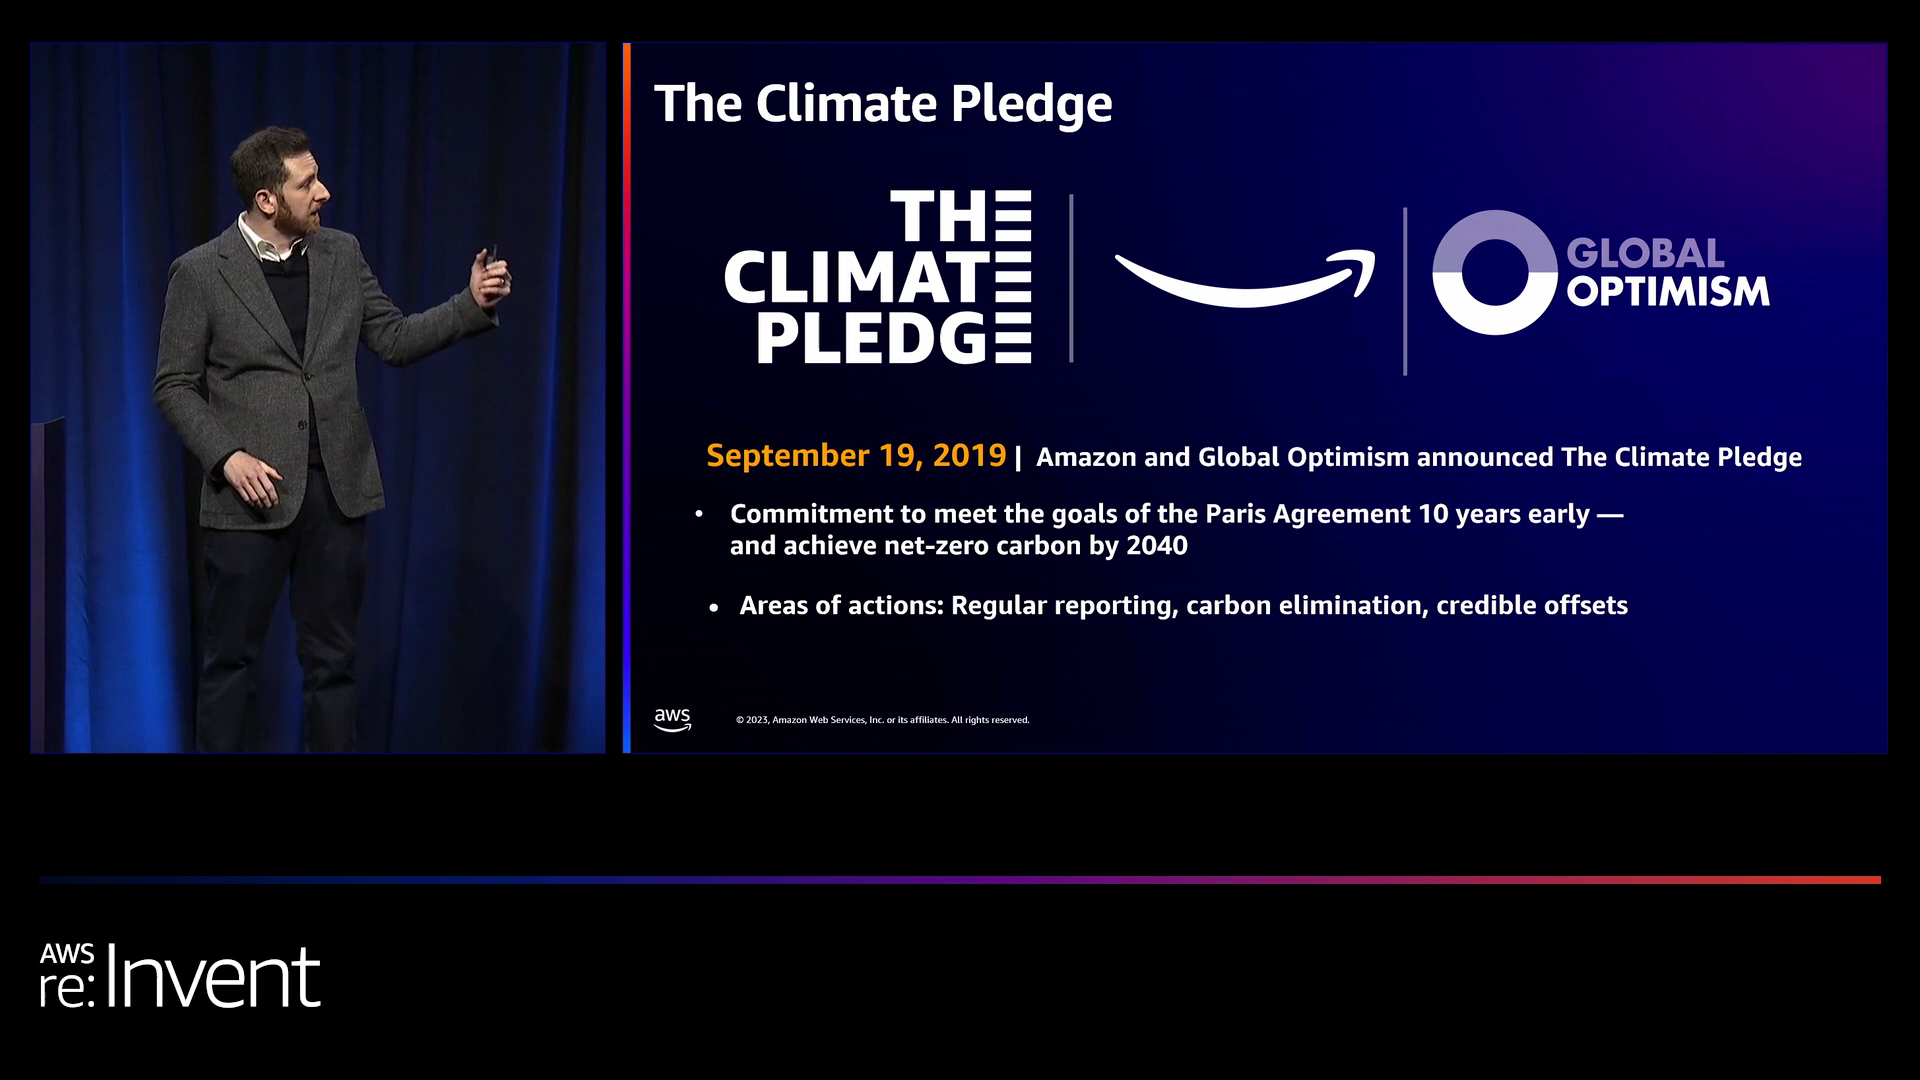 The Climate Pledge
THE
CLIMATE
PLEDGE
GLOBAL
OPTIMISM
September 19, 2019 | Amazon and Global Optimism announced The Climate Pledge
• Commitment to meet the goals of the Paris Agreement 10 years early —
and achieve net-zero carbon by 2040
• Areas of actions: Regular reporting, carbon elimination, credible offsets
aws
© 2023, Amazon Web Services, Inc. or its affiliates. All rights reserved.
AWS
re:Invent